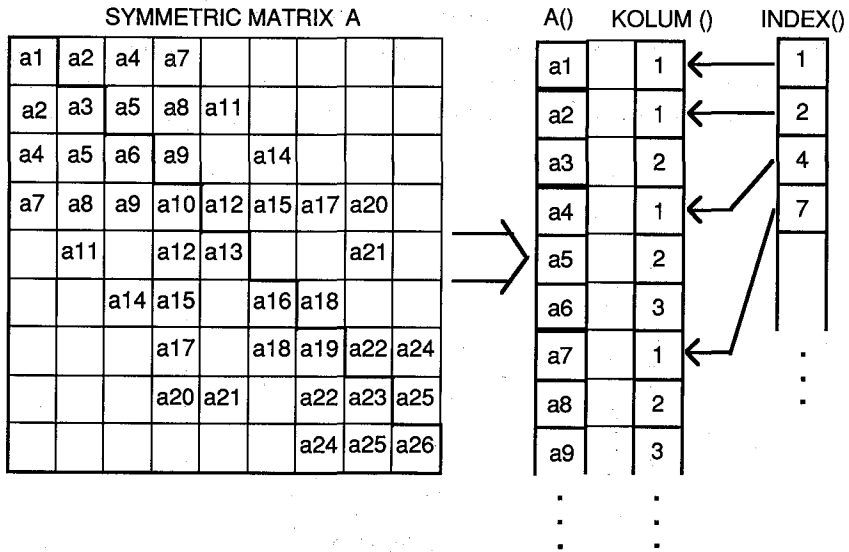 SYMMETRIC MATRIX A
a1 a2 a4 a7
a2 a3 a5 a8 a11
a4 a5 a6 a9 a14
a7 a8 a9 a10 a12 a15 a17 a20
a11 a12 a13 a21
a14 a15 a16 a18
a17 a18 a19 a22 a24
a20 a21 a22 a23 a25
a24 a25 a26
A() KOLUM () INDEX()
a1 1 1
a2 1 2
a3 2 4
a4 1 7
a5 2
a6 3
a7 1
a8 2
a9 3